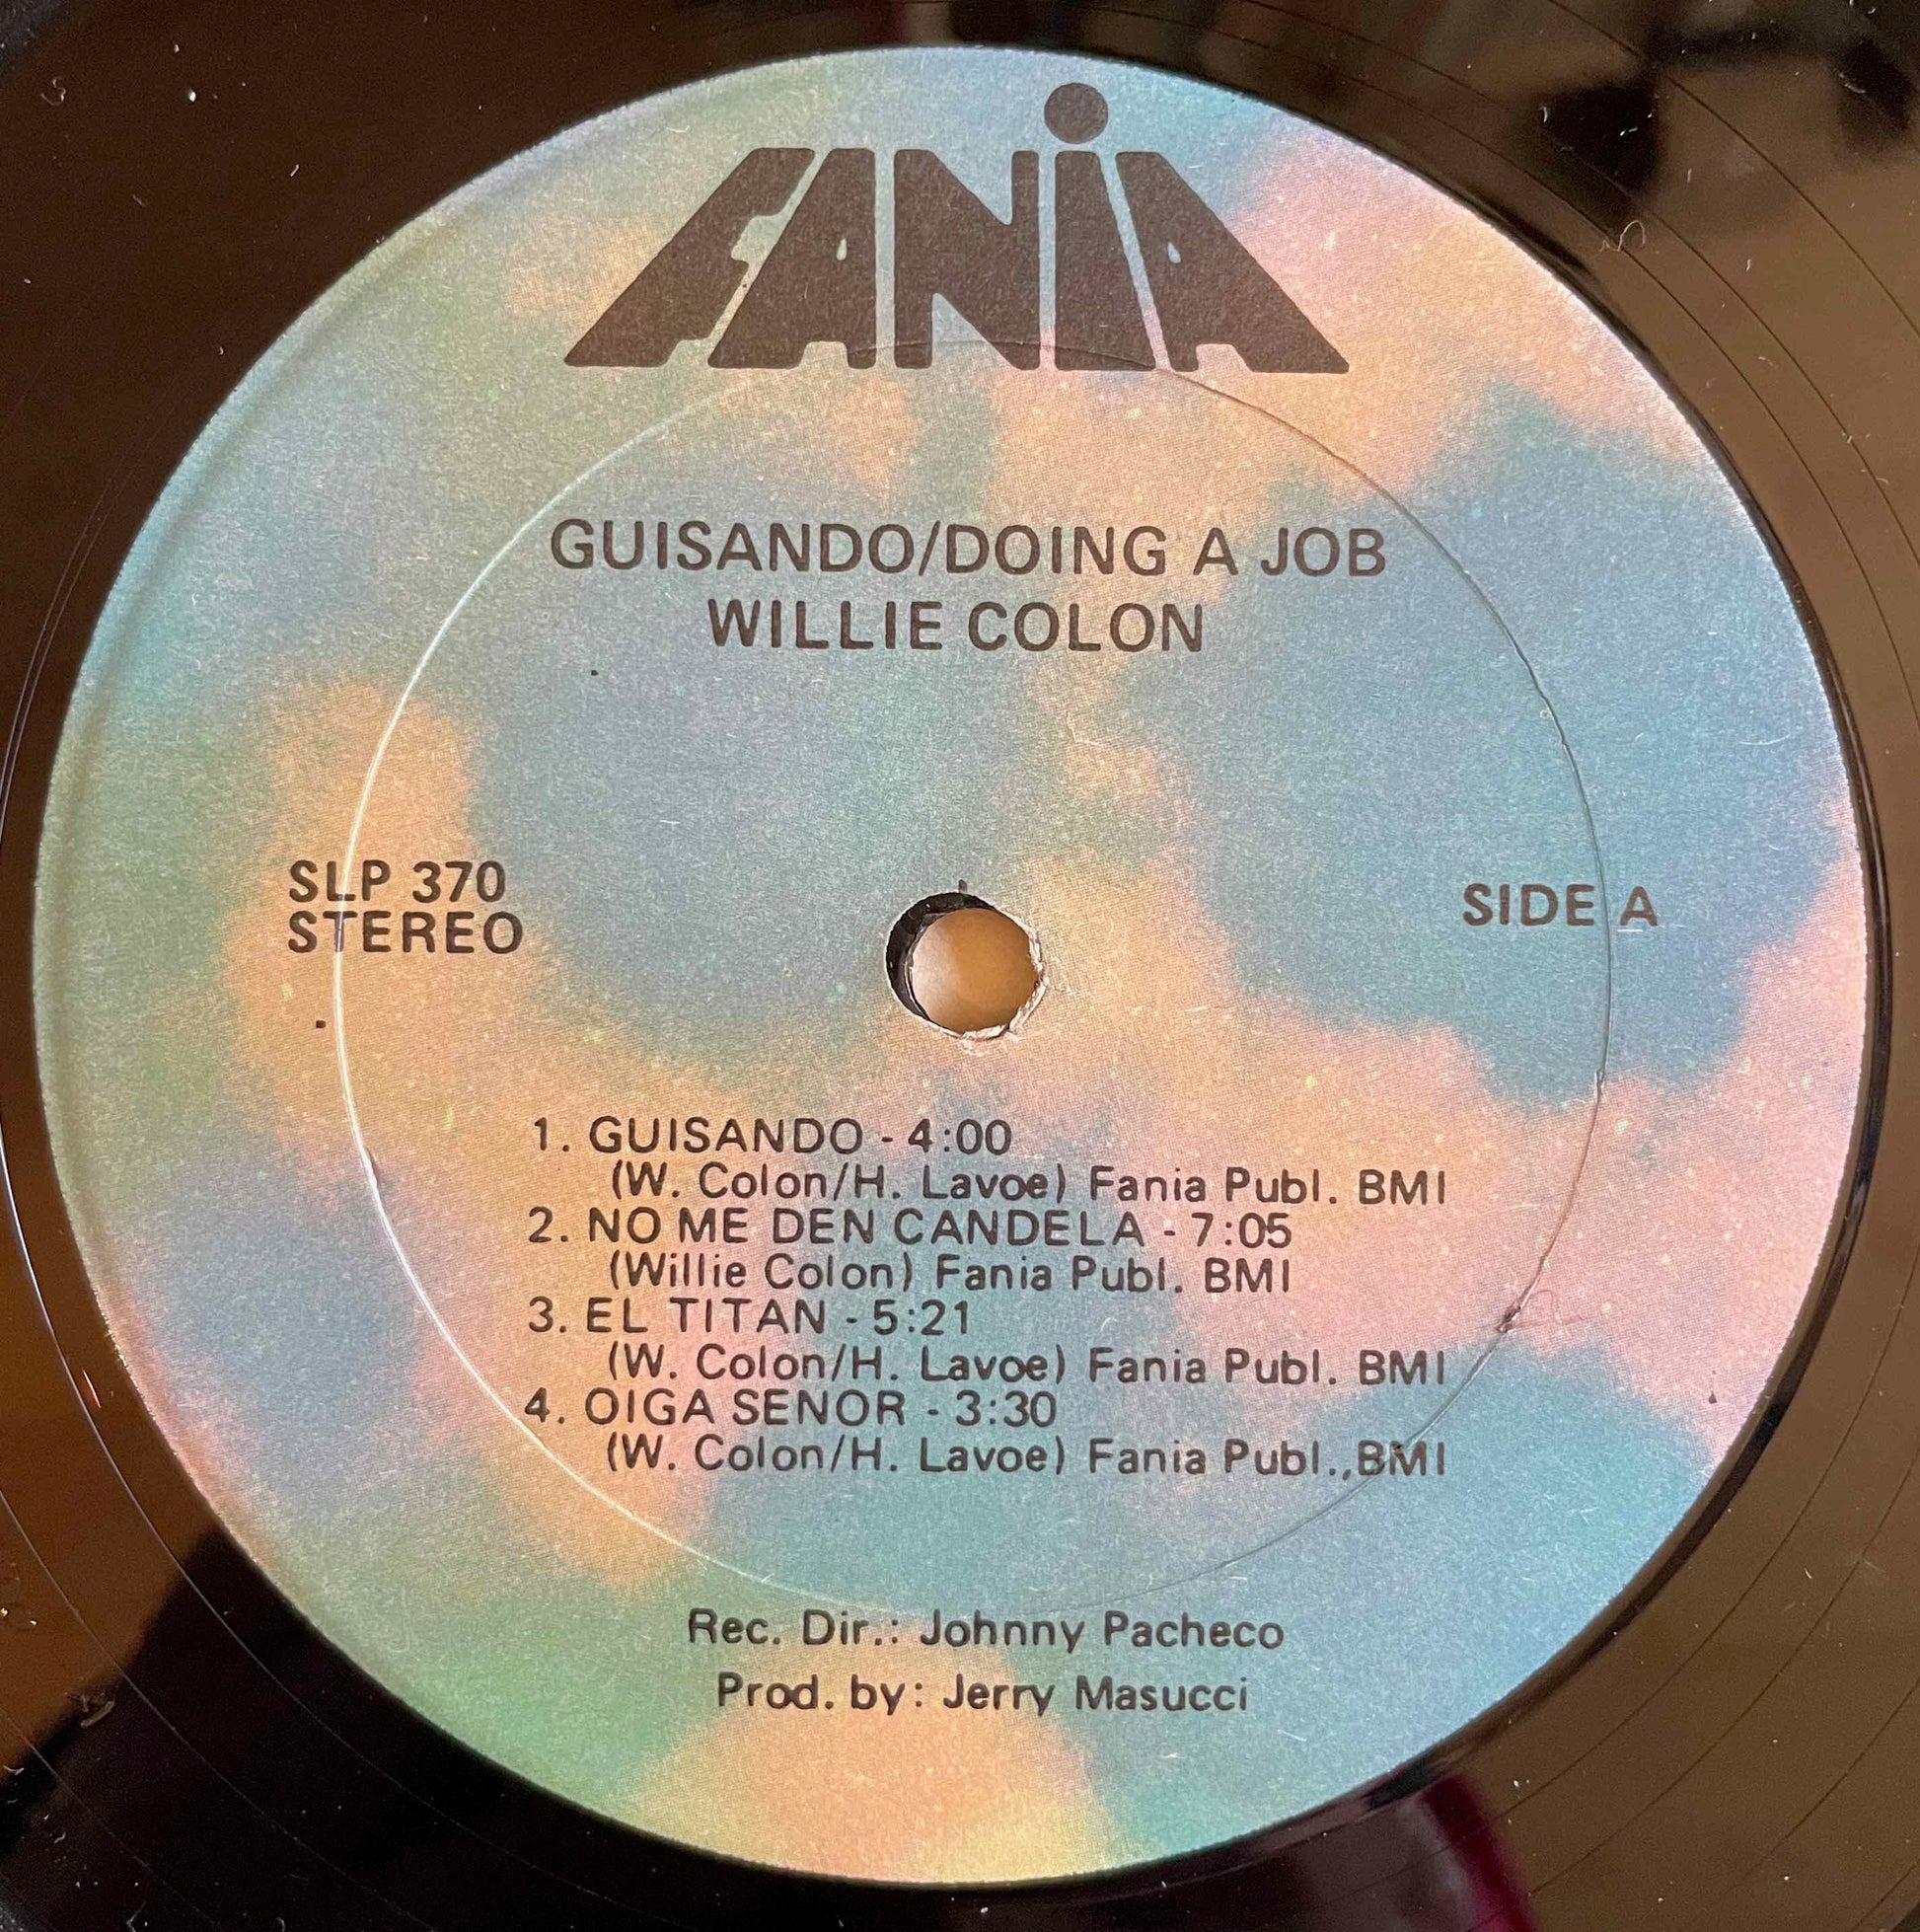 FANiA
GUISANDO/DOING A JOB
WILLIE COLON
SLP 370
STEREO
SIDE A
1. GUISANDO - 4:00
(W. Colon/H. Lavoe) Fania Publ. BMI
2. NO ME DEN CANDELA - 7:05
(Willie Colon) Fania Publ. BMI
3. EL TITAN - 5:21
(W. Colon/H. Lavoe) Fania Publ. BMI
4. OIGA SENOR - 3:30
(W. Colon/H. Lavoe) Fania Publ.,BMI
Rec. Dir.: Johnny Pacheco
Prod. by: Jerry Masucci